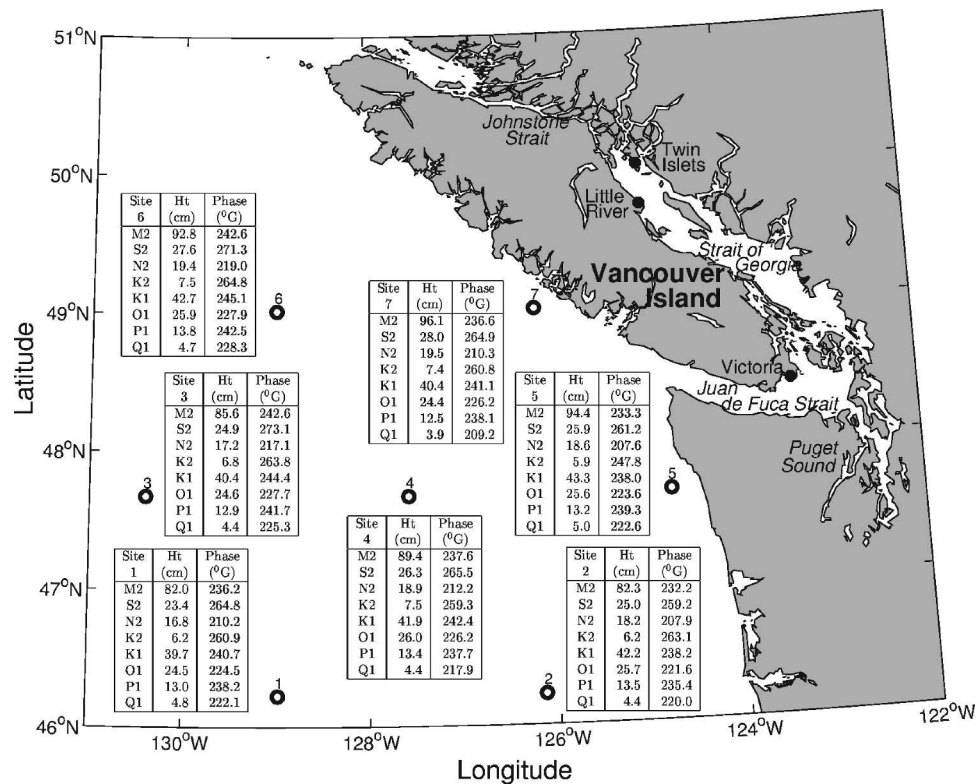 51°N
50°N
49°N
48°N
47°N
46°N
Latitude
130°W
128°W
126°W
124°W
122°W
Longitude
Johnstone
Strait
Twin
Islets
Little
River
Strait of
Georgia
Vancouver
Island
Victoria
Juan
de Fuca Strait
Puget
Sound
6
7
3
4
5
1
2
Site Ht Phase
6 (cm) (⁰G)
M2 92.8 242.6
S2 27.6 271.3
N2 19.4 219.0
K2 7.5 264.8
K1 42.7 245.1
O1 25.9 227.9
P1 13.8 242.5
Q1 4.7 228.3
Site Ht Phase
7 (cm) (⁰G)
M2 96.1 236.6
S2 28.0 264.9
N2 19.5 210.3
K2 7.4 260.8
K1 40.4 241.1
O1 24.4 226.2
P1 12.5 238.1
Q1 3.9 209.2
Site Ht Phase
3 (cm) (⁰G)
M2 85.6 242.6
S2 24.9 273.1
N2 17.2 217.1
K2 6.8 263.8
K1 40.4 244.4
O1 24.6 227.7
P1 12.9 241.7
Q1 4.4 225.3
Site Ht Phase
5 (cm) (⁰G)
M2 94.4 233.3
S2 25.9 261.2
N2 18.6 207.6
K2 5.9 247.8
K1 43.3 238.0
O1 25.6 223.6
P1 13.2 239.3
Q1 5.0 222.6
Site Ht Phase
4 (cm) (⁰G)
M2 89.4 237.6
S2 26.3 265.5
N2 18.9 212.2
K2 7.5 259.3
K1 41.9 242.4
O1 26.0 226.2
P1 13.4 237.7
Q1 4.4 217.9
Site Ht Phase
1 (cm) (⁰G)
M2 82.0 236.2
S2 23.4 264.8
N2 16.8 210.2
K2 6.2 260.9
K1 39.7 240.7
O1 24.5 224.5
P1 13.0 238.2
Q1 4.8 222.1
Site Ht Phase
2 (cm) (⁰G)
M2 82.3 232.2
S2 25.0 259.2
N2 18.2 207.9
K2 6.2 263.1
K1 42.2 238.2
O1 25.7 221.6
P1 13.5 235.4
Q1 4.4 220.0